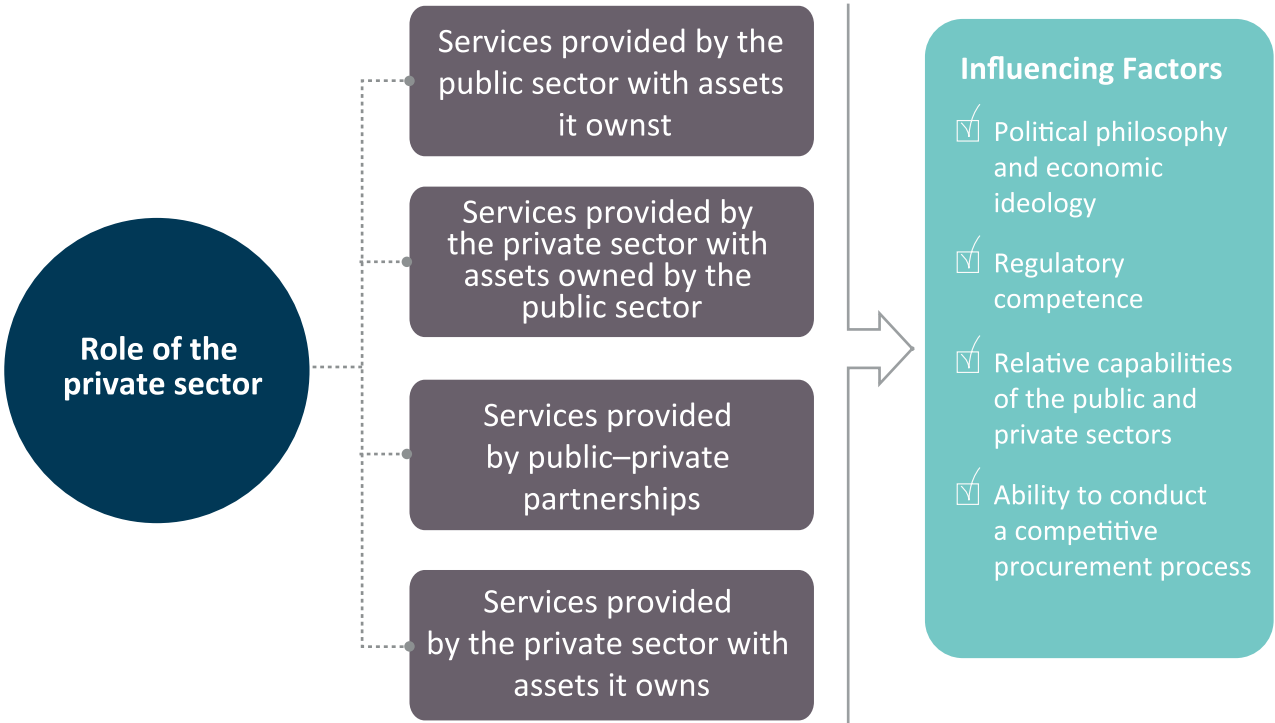 Role of the
private sector
Services provided by the
public sector with assets
it ownst
Services provided by
the private sector with
assets owned by the
public sector
Services provided
by public–private
partnerships
Services provided
by the private sector with
assets it owns
Influencing Factors
Political philosophy
and economic
ideology
Regulatory
competence
Relative capabilities
of the public and
private sectors
Ability to conduct
a competitive
procurement process